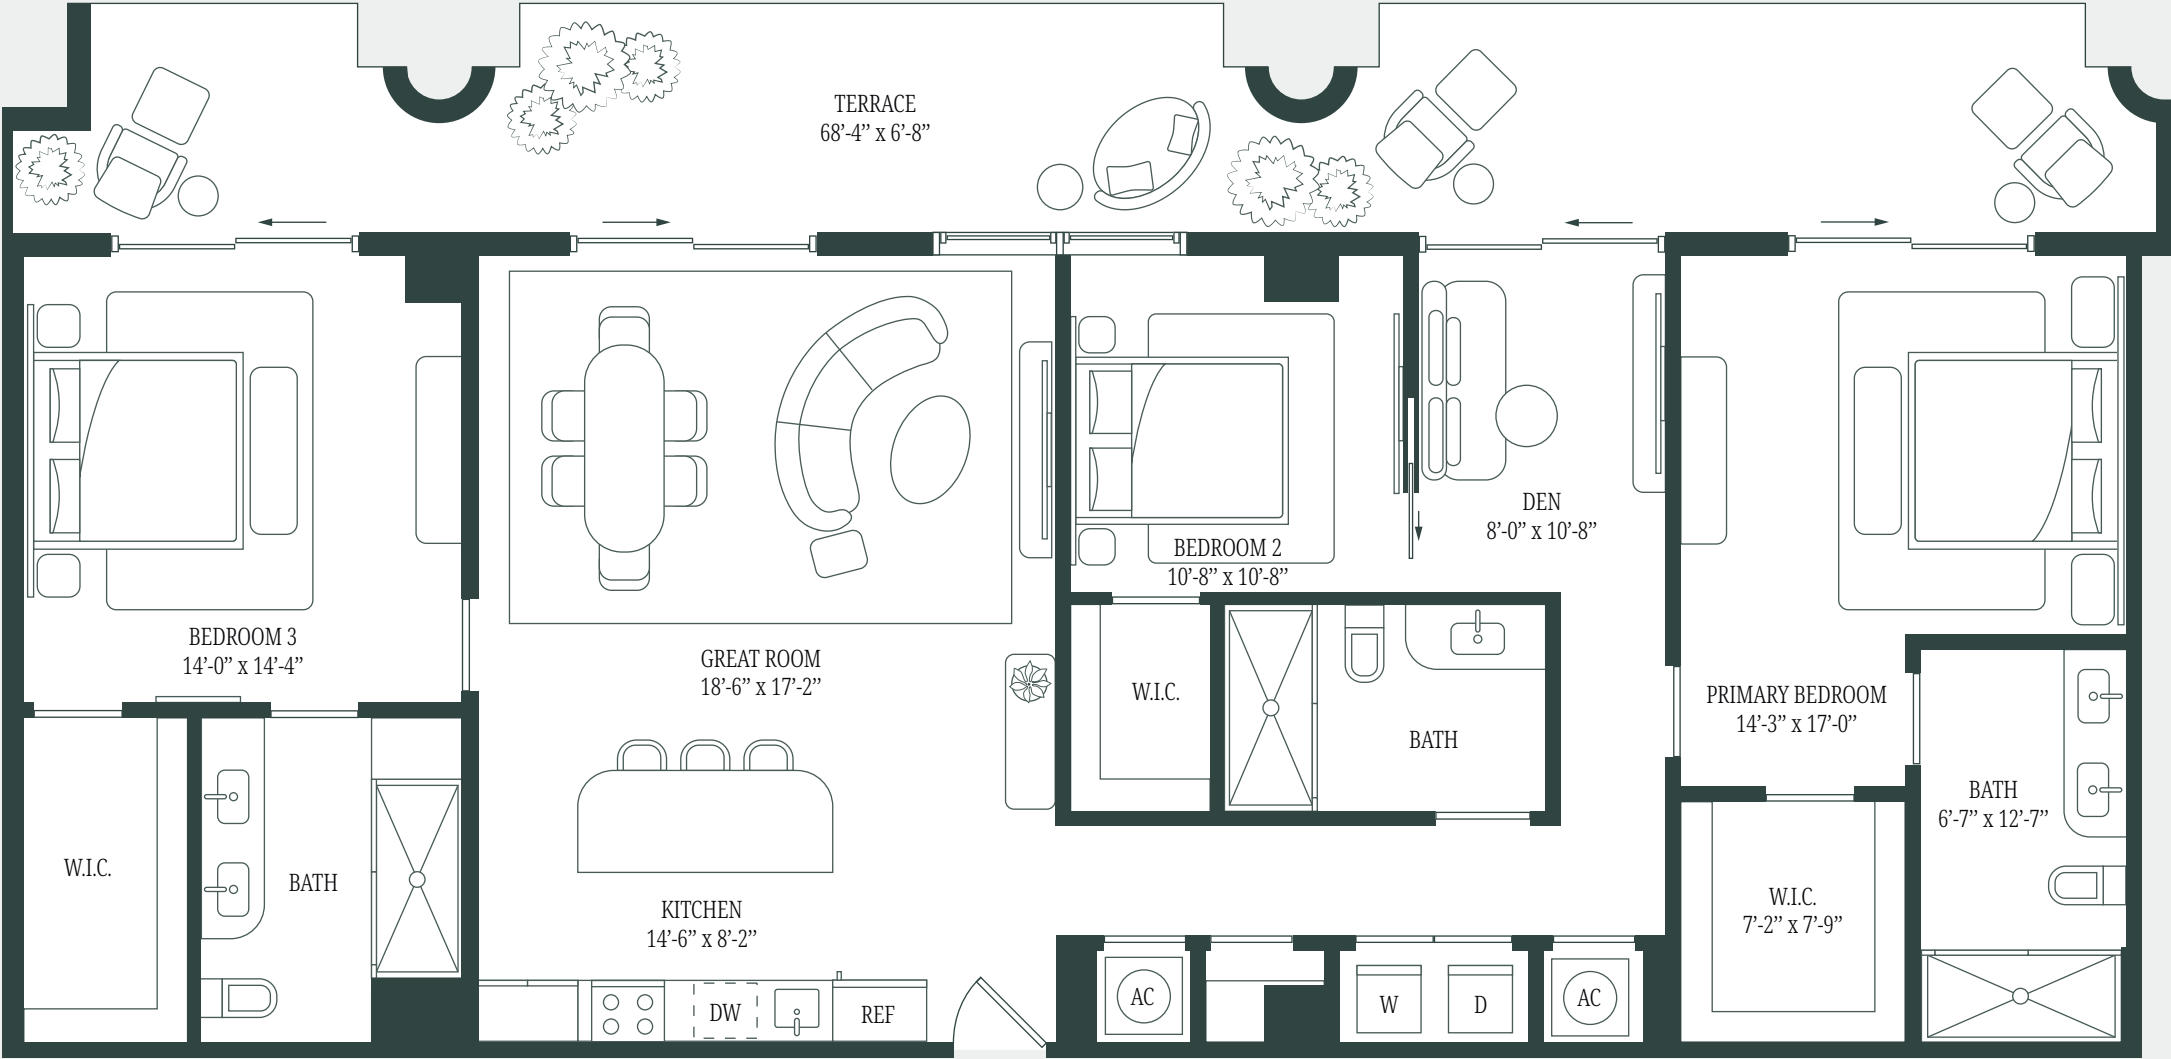 TERRACE
68’-4” x 6’-8”
DEN
8’-0” x 10’-8”
BEDROOM 2
10’-8” x 10’-8”
BEDROOM 3
14’-0” x 14’-4”
GREAT ROOM
18’-6” x 17’-2”
W.I.C.
PRIMARY BEDROOM
14’-3” x 17’-0”
BATH
BATH
6’-7” x 12’-7”
W.I.C.
BATH
KITCHEN
14’-6” x 8’-2”
W.I.C.
7’-2” x 7’-9”
DW
REF
AC
W
D
AC